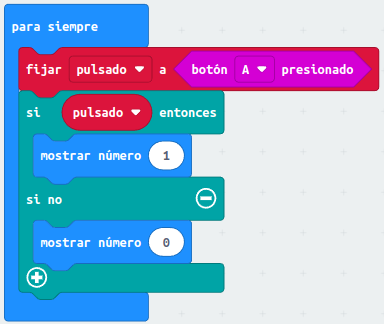 para siempre
fijar pulsado a botón A presionado
si pulsado entonces
mostrar número 1
si no
mostrar número 0